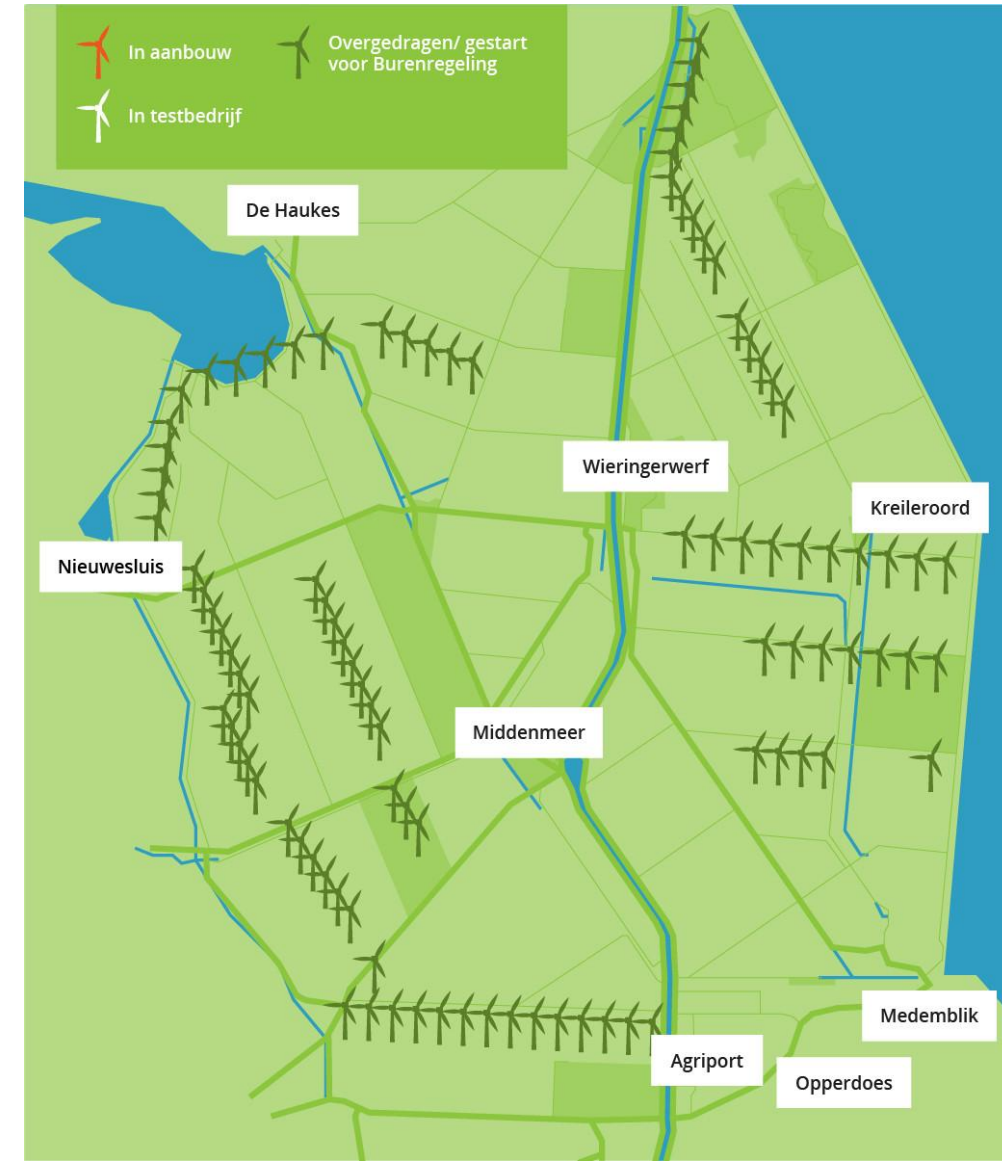 In aanbouw
Overgedragen/ gestart
voor Burenregeling
In testbedrijf
De Haukes
Wieringerwerf
Kreileroord
Nieuwesluis
Middenmeer
Medemblik
Agriport
Opperdoes